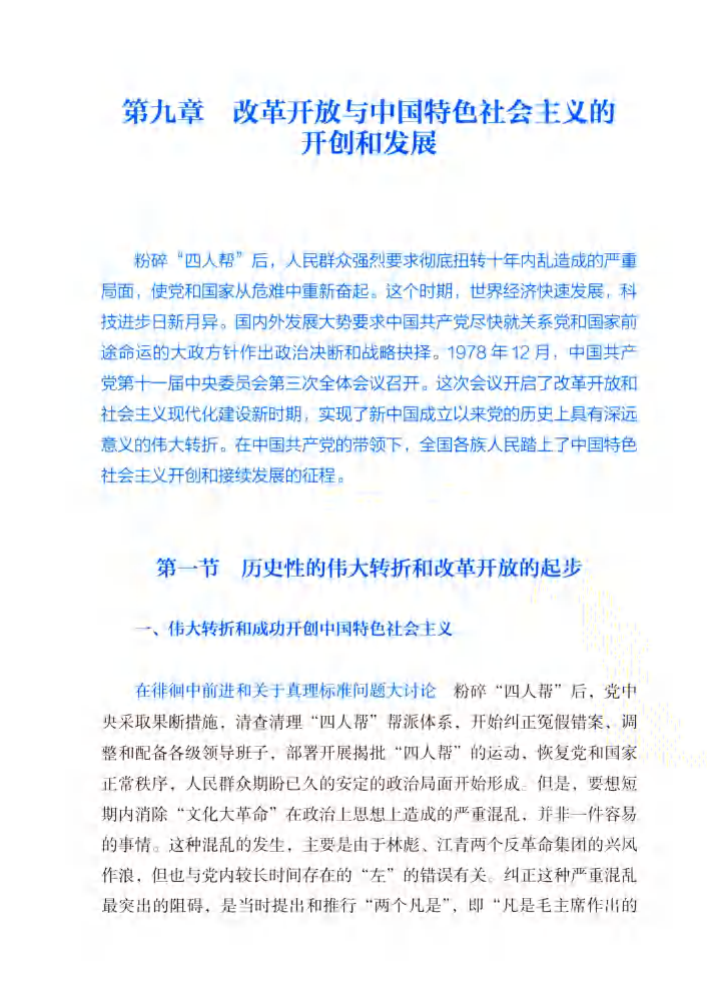 第九章　改革开放与中国特色社会主义的
开创和发展
粉碎“四人帮”后，人民群众强烈要求彻底扭转十年内乱造成的严重
局面，使党和国家从危难中重新奋起。这个时期，世界经济快速发展，科
技进步日新月异。国内外发展大势要求中国共产党尽快就关系党和国家前
途命运的大政方针作出政治决断和战略抉择。1978 年 12 月，中国共产
党第十一届中央委员会第三次全体会议召开。这次会议开启了改革开放和
社会主义现代化建设新时期，实现了新中国成立以来党的历史上具有深远
意义的伟大转折。在中国共产党的带领下，全国各族人民踏上了中国特色
社会主义开创和接续发展的征程。
第一节　历史性的伟大转折和改革开放的起步
一、伟大转折和成功开创中国特色社会主义
在徘徊中前进和关于真理标准问题大讨论　粉碎“四人帮”后，党中
央采取果断措施，清查清理“四人帮”帮派体系，开始纠正冤假错案，调
整和配备各级领导班子，部署开展揭批“四人帮”的运动，恢复党和国家
正常秩序，人民群众期盼已久的安定的政治局面开始形成。但是，要想短
期内消除“文化大革命”在政治上思想上造成的严重混乱，并非一件容易
的事情。这种混乱的发生，主要是由于林彪、江青两个反革命集团的兴风
作浪，但也与党内较长时间存在的“左”的错误有关。纠正这种严重混乱
最突出的阻碍，是当时提出和推行“两个凡是”，即“凡是毛主席作出的